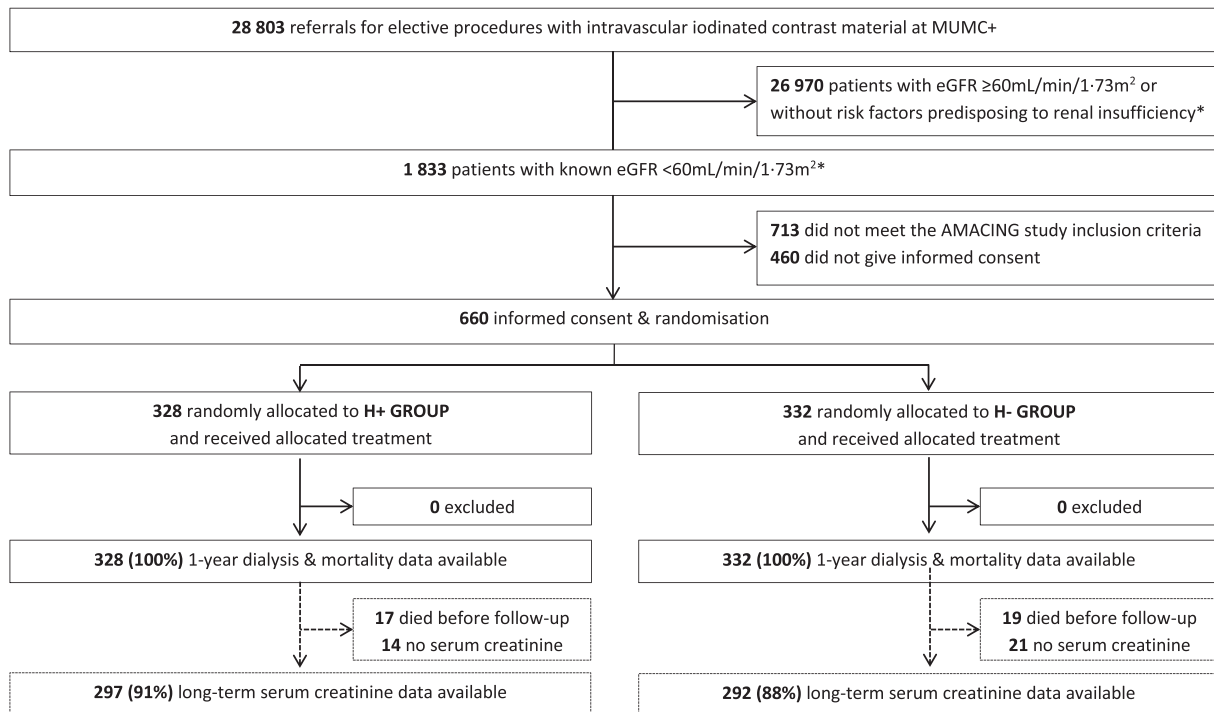 28 803 referrals for elective procedures with intravascular iodinated contrast material at MUMC+
26 970 patients with eGFR ≥60mL/min/1·73m² or
without risk factors predisposing to renal insufficiency*
1 833 patients with known eGFR <60mL/min/1·73m²*
713 did not meet the AMACING study inclusion criteria
460 did not give informed consent
660 informed consent & randomisation
328 randomly allocated to H+ GROUP
and received allocated treatment
332 randomly allocated to H- GROUP
and received allocated treatment
0 excluded
0 excluded
328 (100%) 1-year dialysis & mortality data available
332 (100%) 1-year dialysis & mortality data available
17 died before follow-up
14 no serum creatinine
19 died before follow-up
21 no serum creatinine
297 (91%) long-term serum creatinine data available
292 (88%) long-term serum creatinine data available